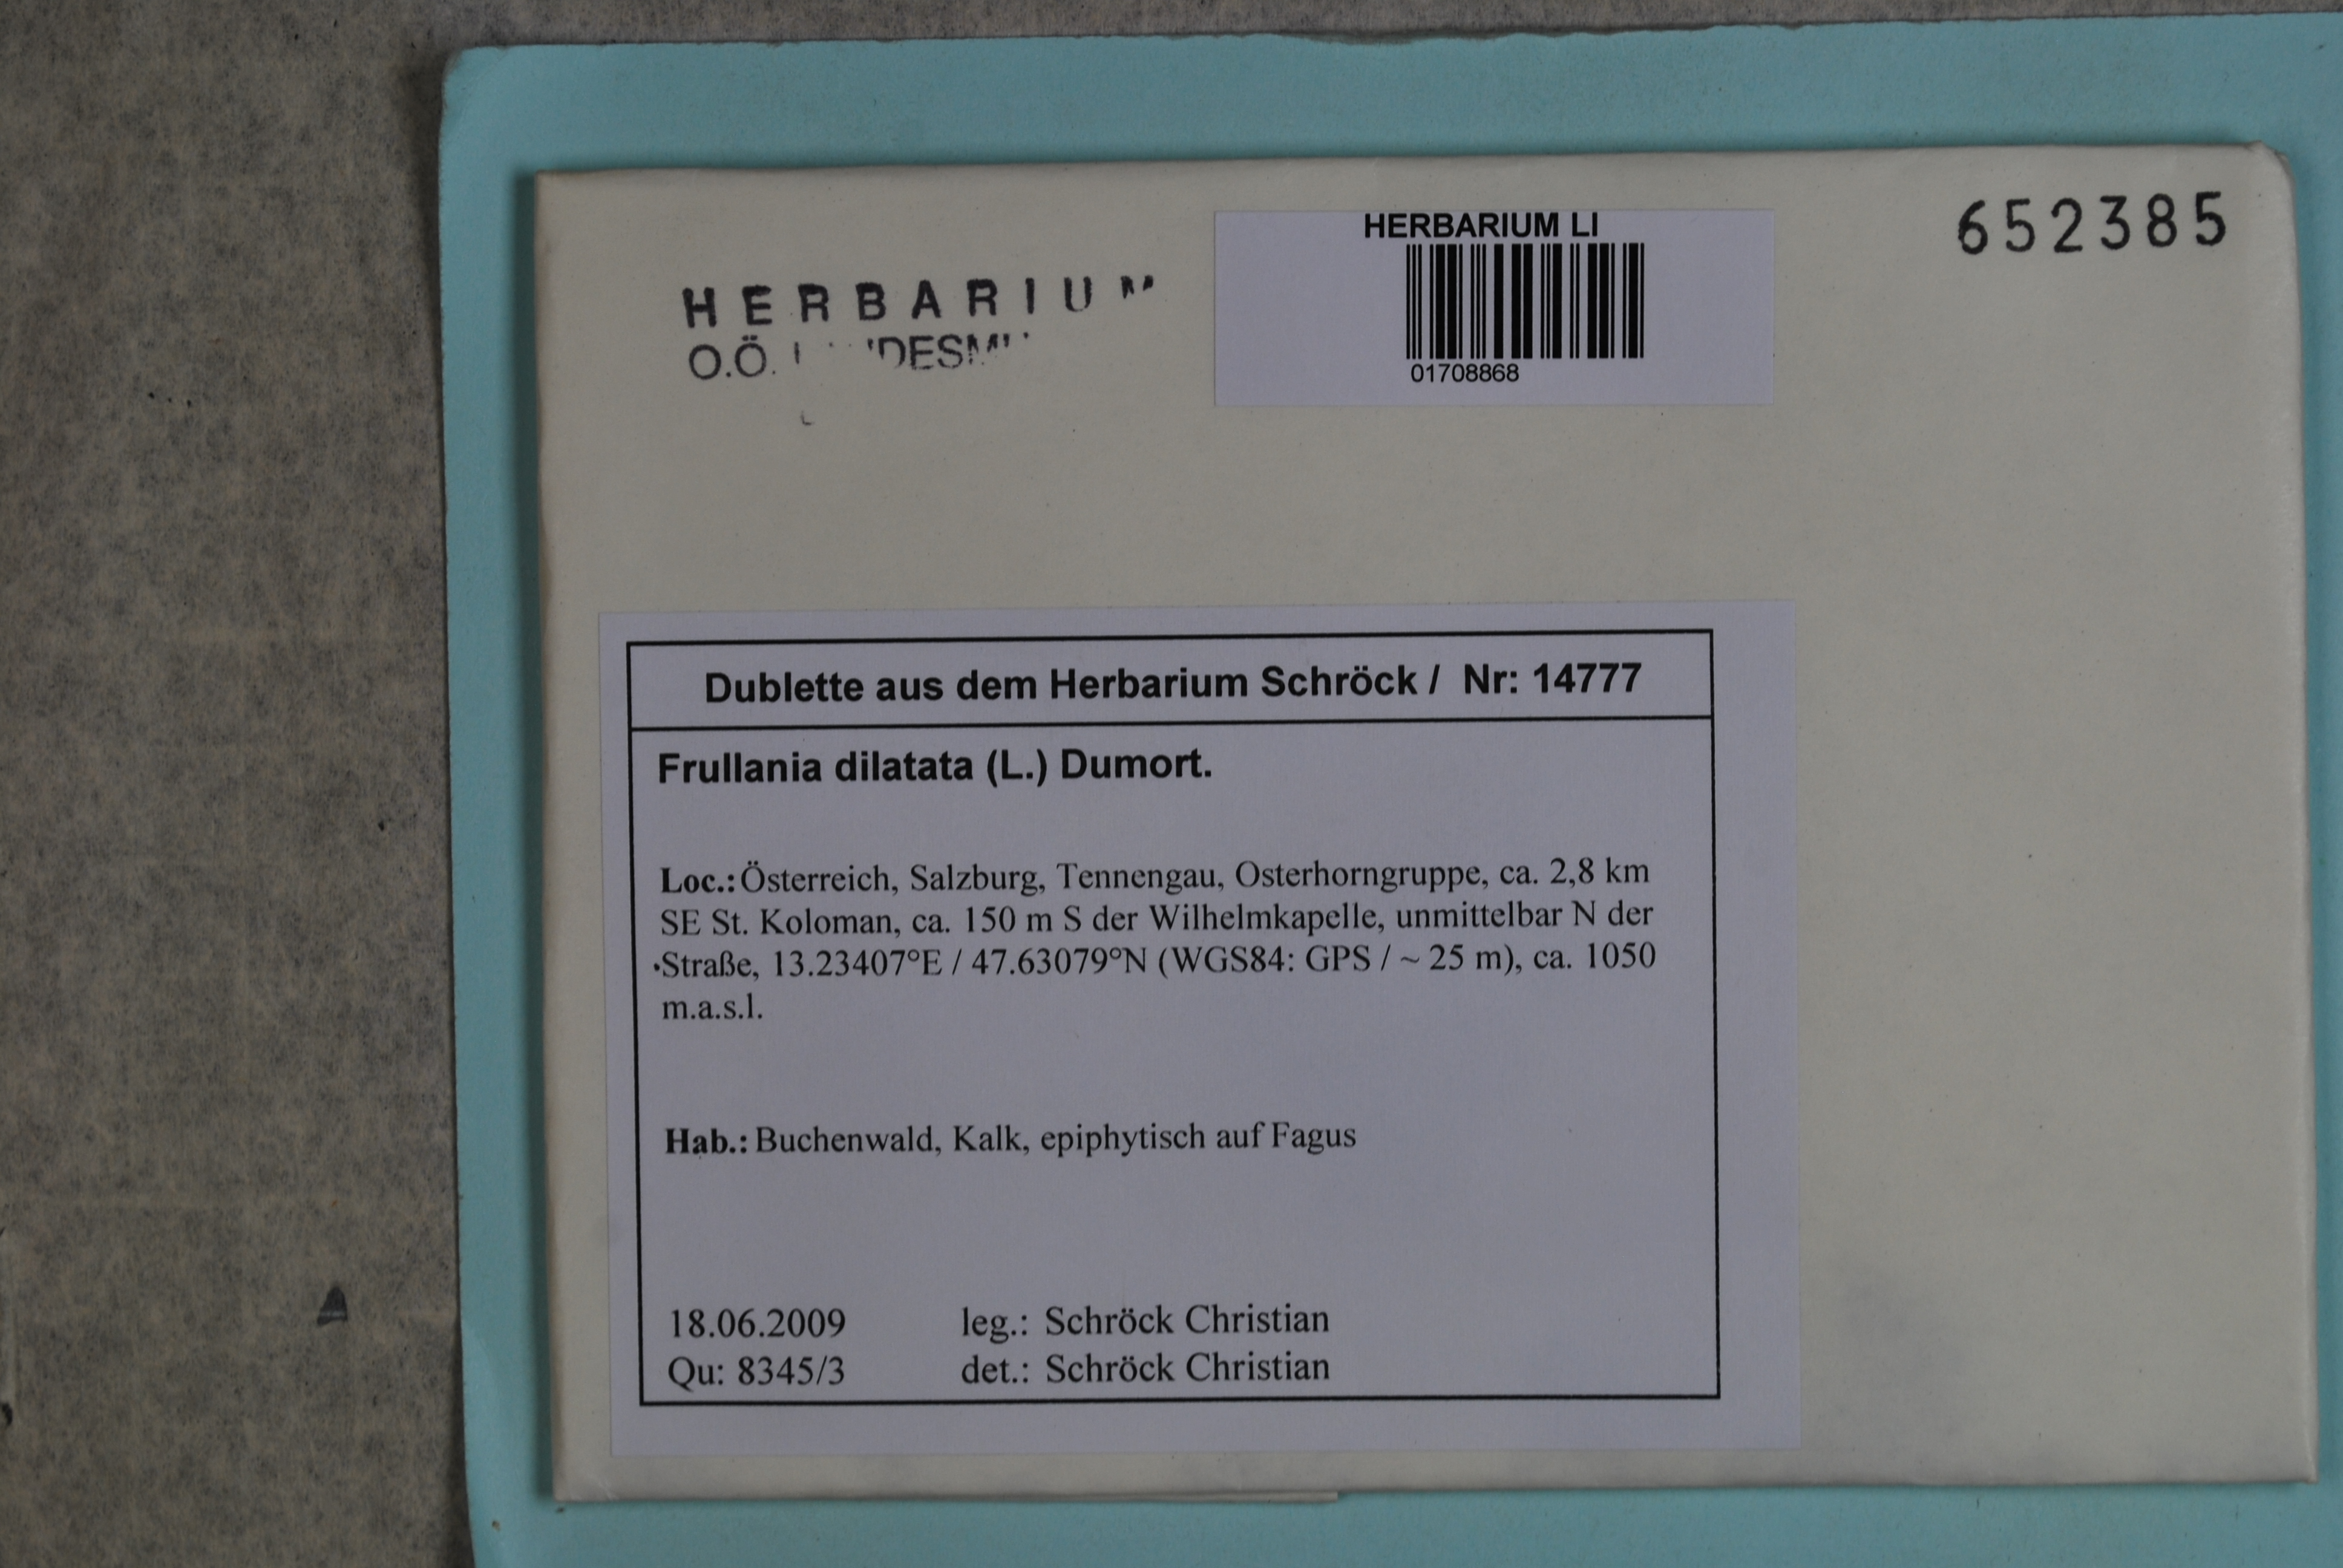 652385
HERBARIUM LI
01708868
HERBARIUM
O.Ö.
Dublette aus dem Herbarium Schröck / Nr: 14777
Frullania dilatata (L.) Dumort.
Loc.: Österreich, Salzburg, Tennengau, Osterhorngruppe, ca. 2,8 km
SE St. Koloman, ca. 150 m S der Wilhelmkapelle, unmittelbar N der
Straße, 13.23407°E / 47.63079°N (WGS84: GPS / ~ 25 m), ca. 1050
m.a.s.l.
Hab.: Buchenwald, Kalk, epiphytisch auf Fagus
18.06.2009 leg.: Schröck Christian
Qu: 8345/3 det.: Schröck Christian